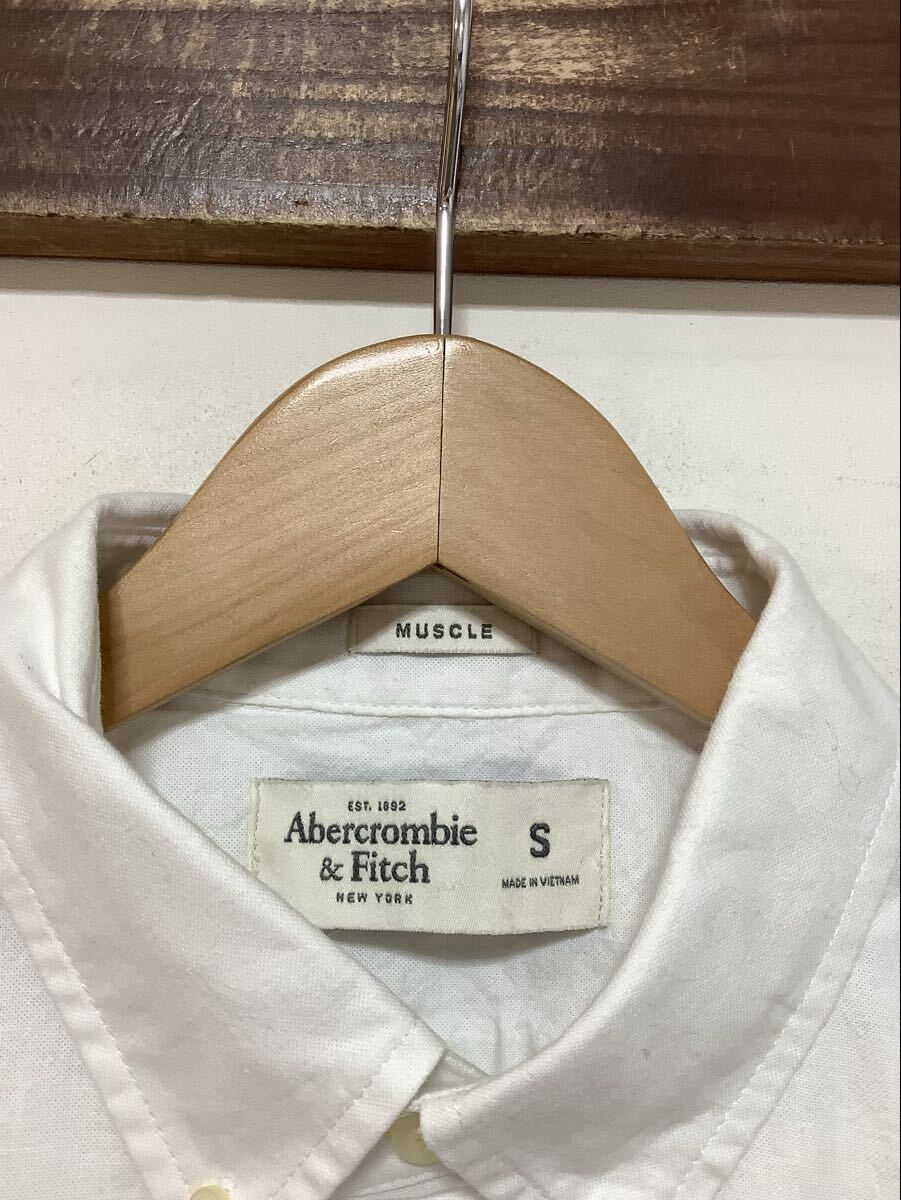 MUSCLE
EST. 1892
Abercrombie
& Fitch
NEW YORK
S
MADE IN VIETNAM